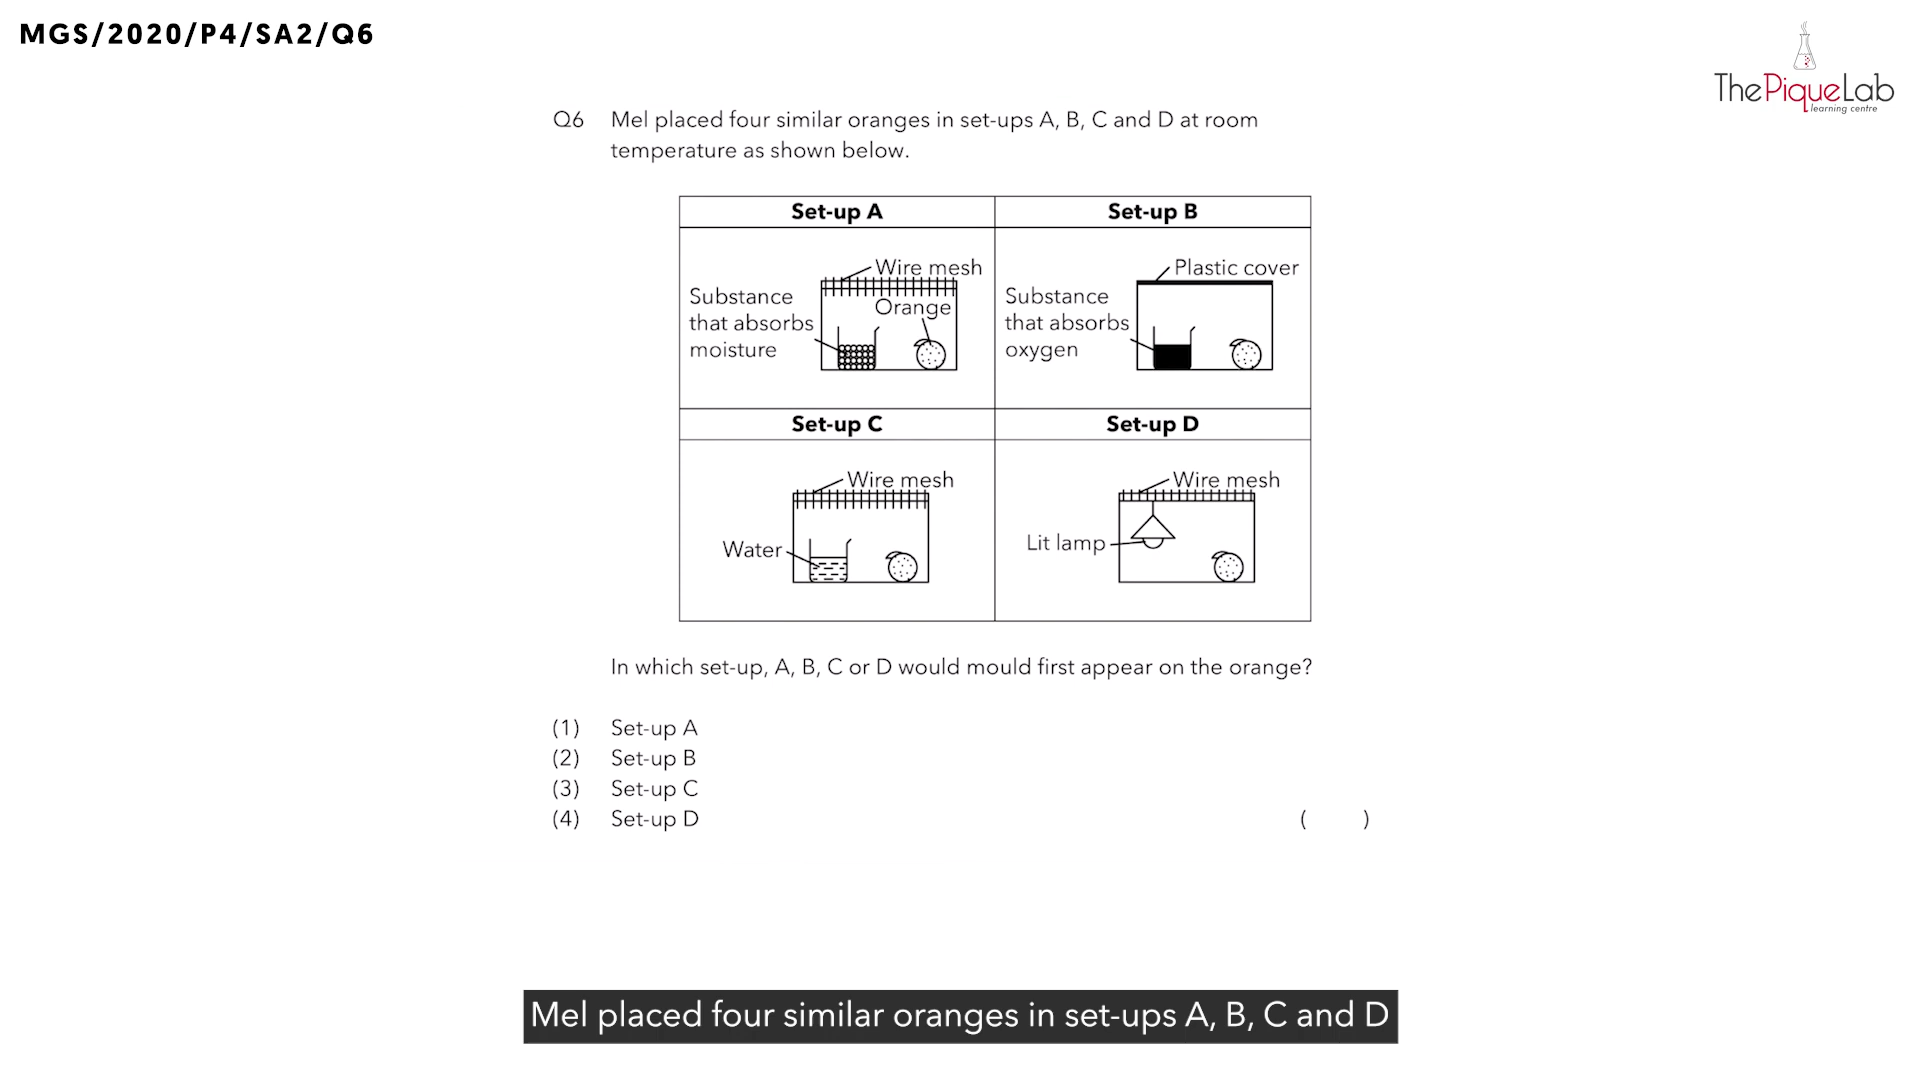 MGS/2020/P4/SA2/Q6
ThePiqueLab
learning centre
Q6 Mel placed four similar oranges in set-ups A, B, C and D at room
temperature as shown below.
Set-up A
Set-up B
Wire mesh
Substance
that absorbs
moisture
Orange
Plastic cover
Substance
that absorbs
oxygen
Set-up C
Set-up D
Wire mesh
Water
Wire mesh
Lit lamp
In which set-up, A, B, C or D would mould first appear on the orange?
(1) Set-up A
(2) Set-up B
(3) Set-up C
(4) Set-up D ( )
Mel placed four similar oranges in set-ups A, B, C and D